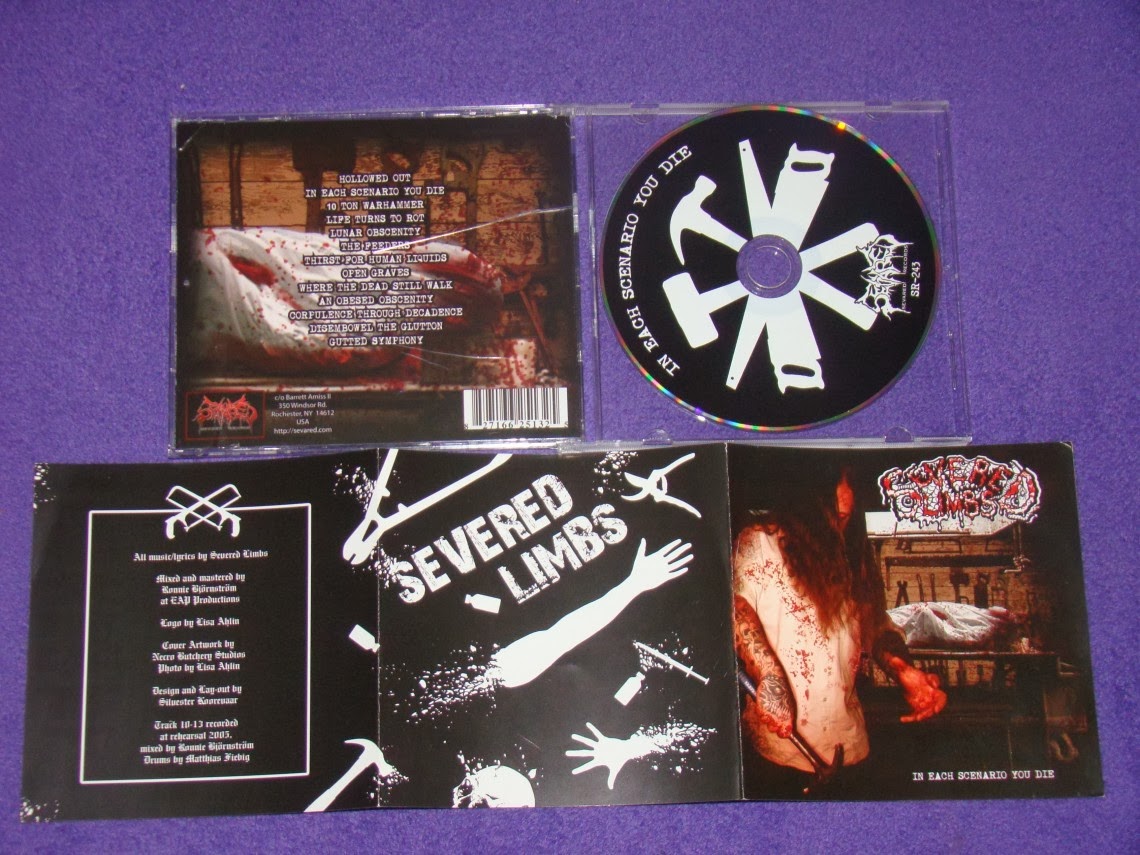 HOLLOWED OUT
IN EACH SCENARIO YOU DIE
10 TON WARHAMMER
LIFE TURNS TO ROT
LUNAR OBSCENITY
THE FEEDERS
THIRST FOR HUMAN LIQUIDS
OPEN GRAVES
WHERE THE DEAD STILL WALK
AN OBESED OBSCENITY
CORFULENCE THROUGH DECADENCE
DISEMBOWEL THE GLUTTON
GUTTED SYMPHONY
c/o Barrett Amiss II
350 Windsor Rd.
Rochester, NY 14612
USA
http://sevared.com
IN EACH SCENARIO YOU DIE
SEVARED RECORDS
SR-243
All music/lyrics by Severed Limbs
Mixed and mastered by
Ronnie Björnström
at EAP Productions
Logo by Lisa Ahlin
Cover Artwork by
Necro Butchery Studios
Photo by Lisa Ahlin
Design and Lay-out by
Silvester Koorevaar
Track 10-13 recorded
at rehearsal 2003,
mixed by Ronnie Björnström
Drums by Matthias Fiebig
SEVERED
LIMBS
SEVERED
LIMBS
IN EACH SCENARIO YOU DIE